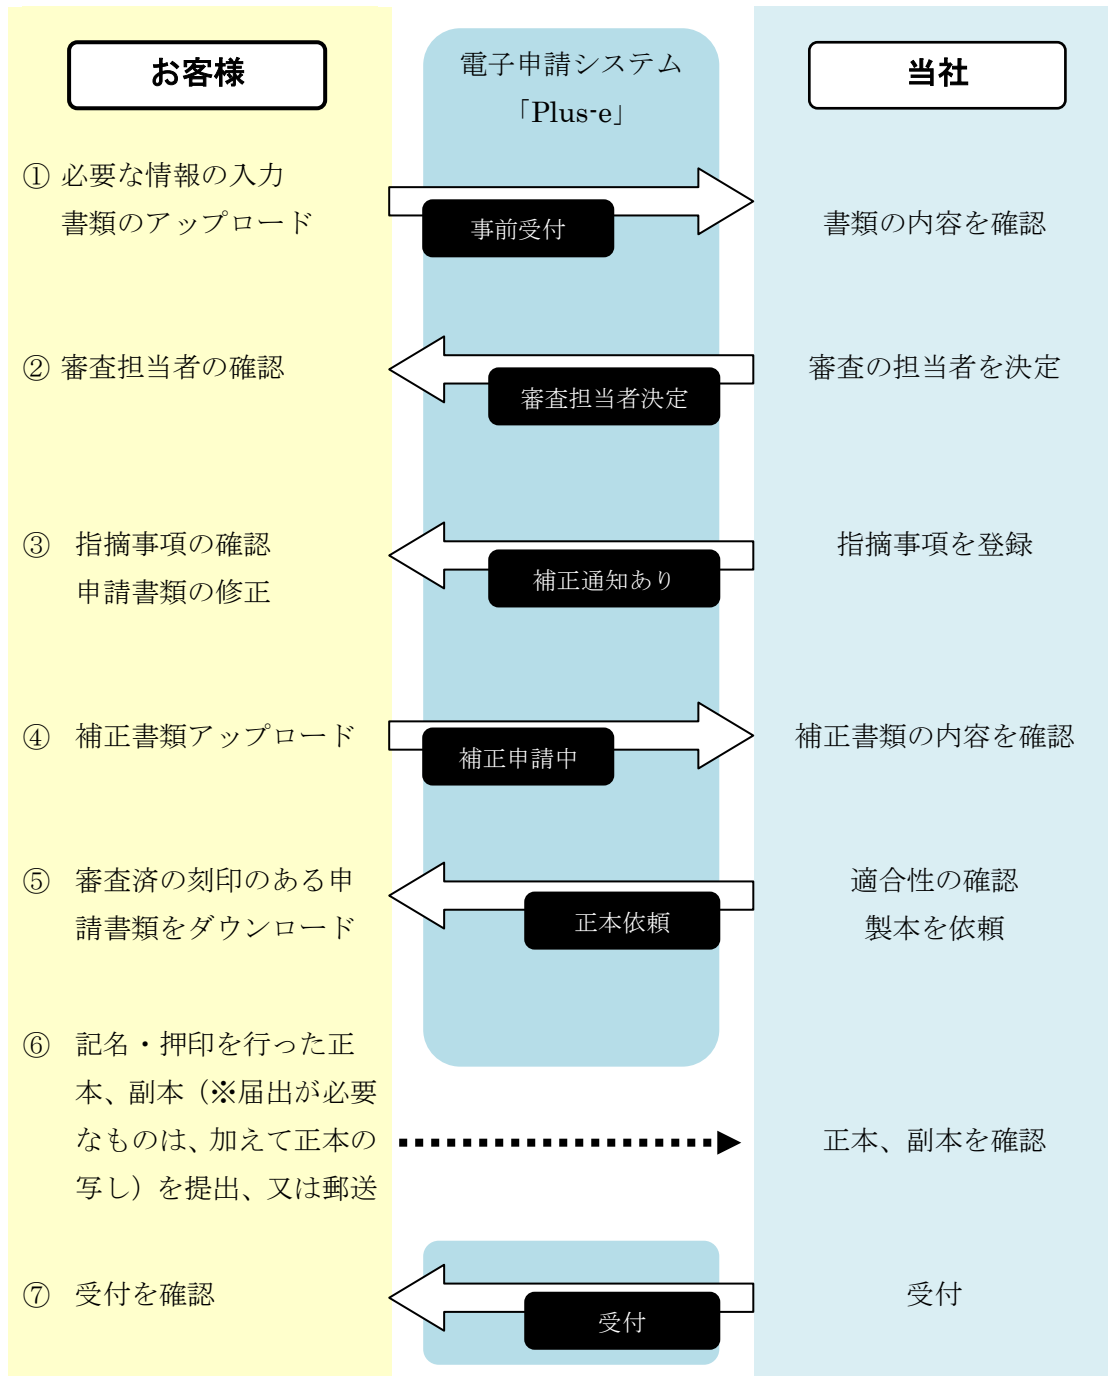 お客様
電子申請システム
「Plus-e」
当社
① 必要な情報の入力
書類のアップロード
事前受付
書類の内容を確認
② 審査担当者の確認
審査担当者決定
審査の担当者を決定
③ 指摘事項の確認
申請書類の修正
補正通知あり
指摘事項を登録
④ 補正書類アップロード
補正申請中
補正書類の内容を確認
⑤ 審査済の刻印のある申
請書類をダウンロード
正本依頼
適合性の確認
製本を依頼
⑥ 記名・押印を行った正
本、副本（※届出が必要
なものは、加えて正本の
写し）を提出、又は郵送
正本、副本を確認
⑦ 受付を確認
受付
受付